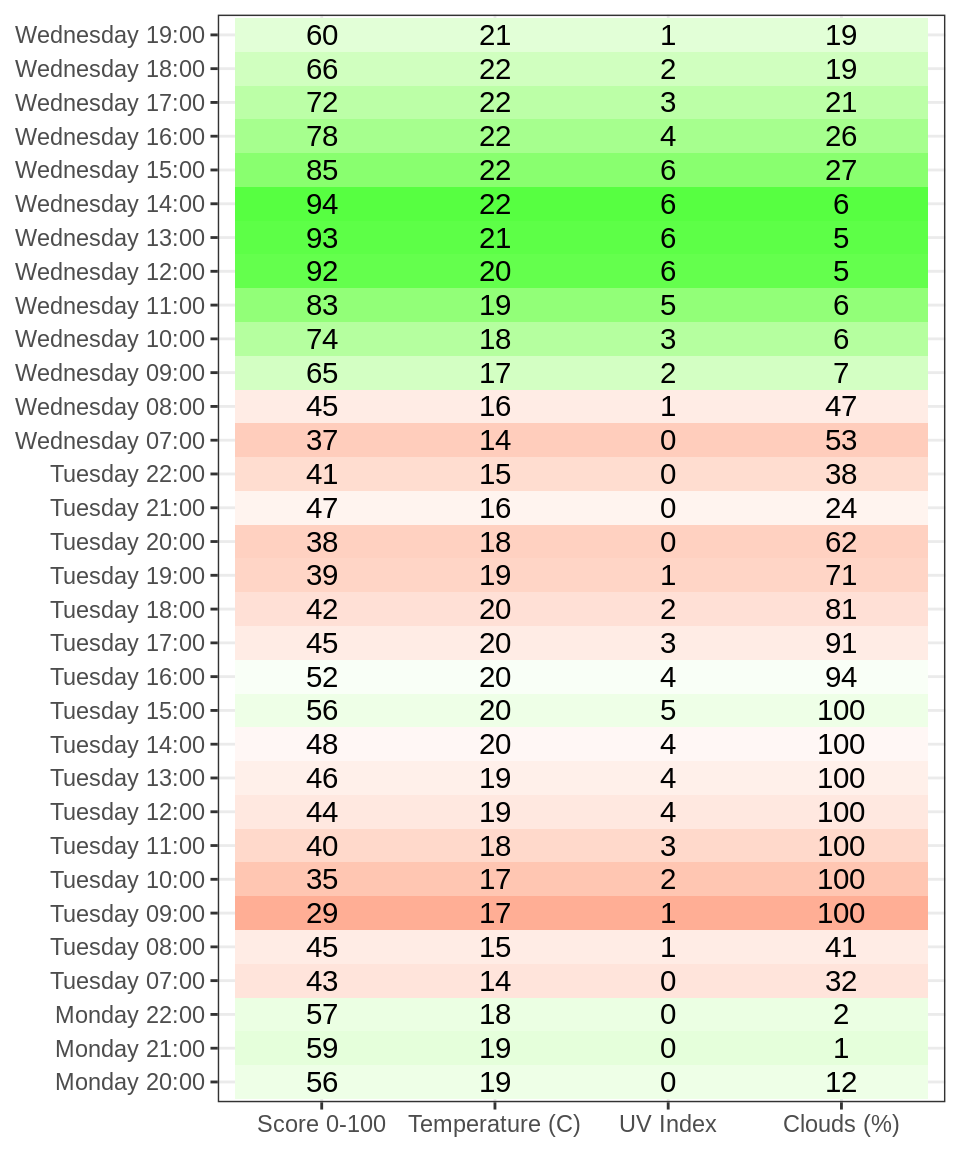 Wednesday 19:00 60 21 1 19
Wednesday 18:00 66 22 2 19
Wednesday 17:00 72 22 3 21
Wednesday 16:00 78 22 4 26
Wednesday 15:00 85 22 6 27
Wednesday 14:00 94 22 6 6
Wednesday 13:00 93 21 6 5
Wednesday 12:00 92 20 6 5
Wednesday 11:00 83 19 5 6
Wednesday 10:00 74 18 3 6
Wednesday 09:00 65 17 2 7
Wednesday 08:00 45 16 1 47
Wednesday 07:00 37 14 0 53
Tuesday 22:00 41 15 0 38
Tuesday 21:00 47 16 0 24
Tuesday 20:00 38 18 0 62
Tuesday 19:00 39 19 1 71
Tuesday 18:00 42 20 2 81
Tuesday 17:00 45 20 3 91
Tuesday 16:00 52 20 4 94
Tuesday 15:00 56 20 5 100
Tuesday 14:00 48 20 4 100
Tuesday 13:00 46 19 4 100
Tuesday 12:00 44 19 4 100
Tuesday 11:00 40 18 3 100
Tuesday 10:00 35 17 2 100
Tuesday 09:00 29 17 1 100
Tuesday 08:00 45 15 1 41
Tuesday 07:00 43 14 0 32
Monday 22:00 57 18 0 2
Monday 21:00 59 19 0 1
Monday 20:00 56 19 0 12
Score 0-100 Temperature (C) UV Index Clouds (%)